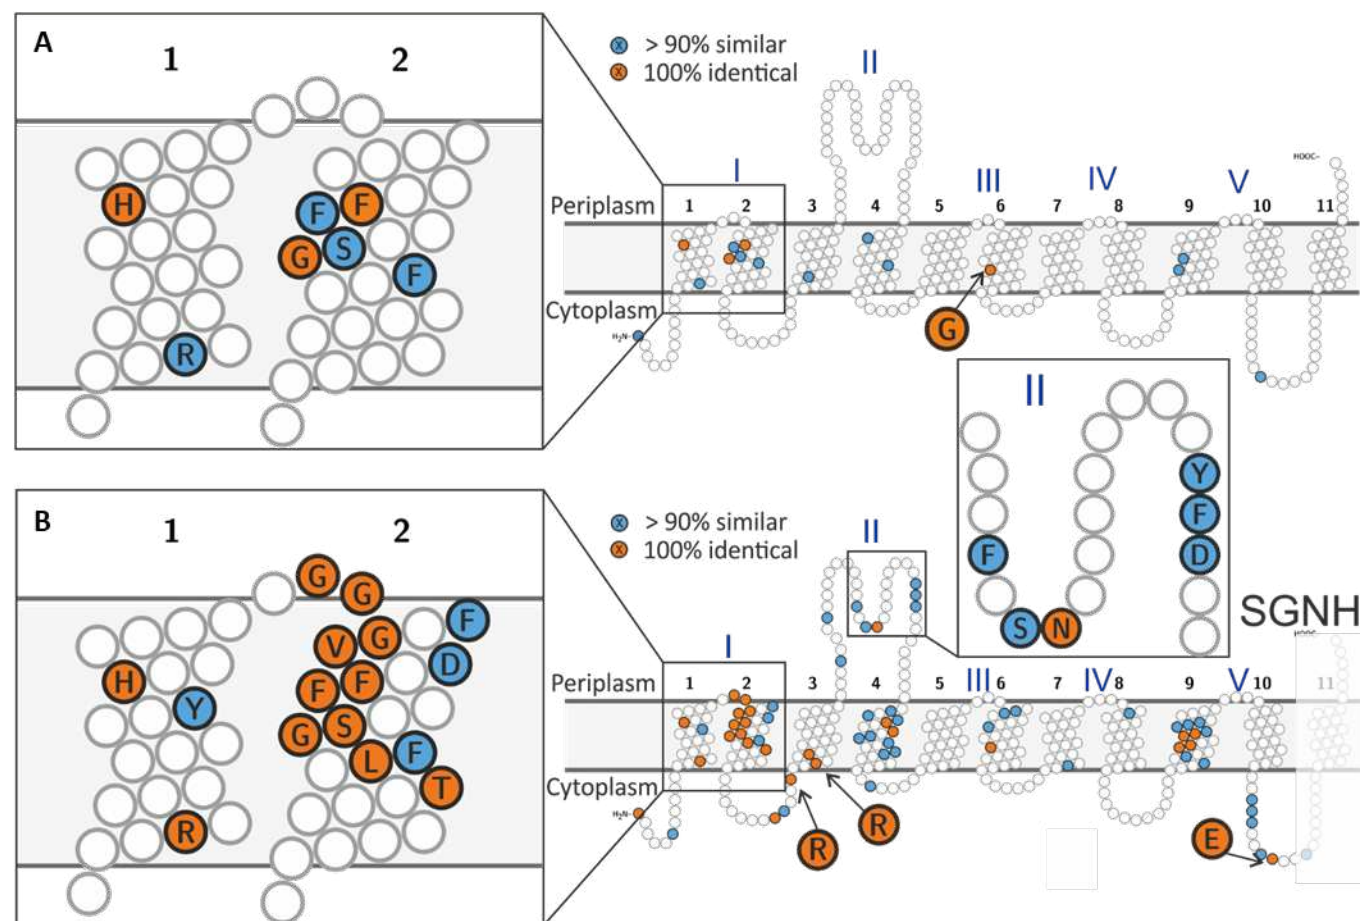 A
1 2
H
F F
G S
F
R
> 90% similar
100% identical
II
HOOC-
I III IV V
Periplasm 1 2 3 4 5 6 7 8 9 10 11
Cytoplasm
H₂N-
G
II
Y
F
F D
S N
SGNH
HOOC-
B
1 2
G
G
F
V G
D
H F F
Y
G S
L F
T
R
> 90% similar
100% identical
II
I III IV V
Periplasm 1 2 3 4 5 6 7 8 9 10 11
Cytoplasm
H₂N-
R
R
E